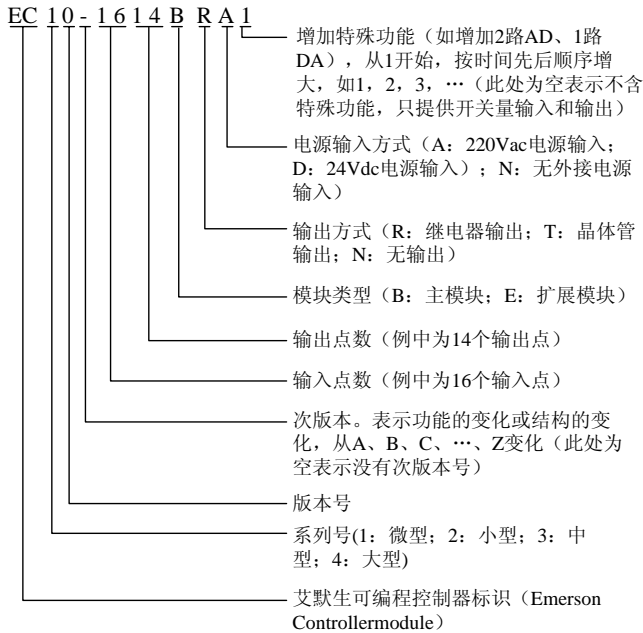 EC10-1614BRA1
增加特殊功能（如增加2路AD、1路
DA），从1开始，按时间先后顺序增
大，如1，2，3，…（此处为空表示不含
特殊功能，只提供开关量输入和输出）
电源输入方式（A：220Vac电源输入；
D：24Vdc电源输入）；N：无外接电源
输入）
输出方式（R：继电器输出；T：晶体管
输出；N：无输出）
模块类型（B：主模块；E：扩展模块）
输出点数（例中为14个输出点）
输入点数（例中为16个输入点）
次版本。表示功能的变化或结构的变
化，从A、B、C、…、Z变化（此处为
空表示没有次版本号）
版本号
系列号(1：微型；2：小型；3：中
型；4：大型)
艾默生可编程控制器标识（Emerson
Controllermodule）